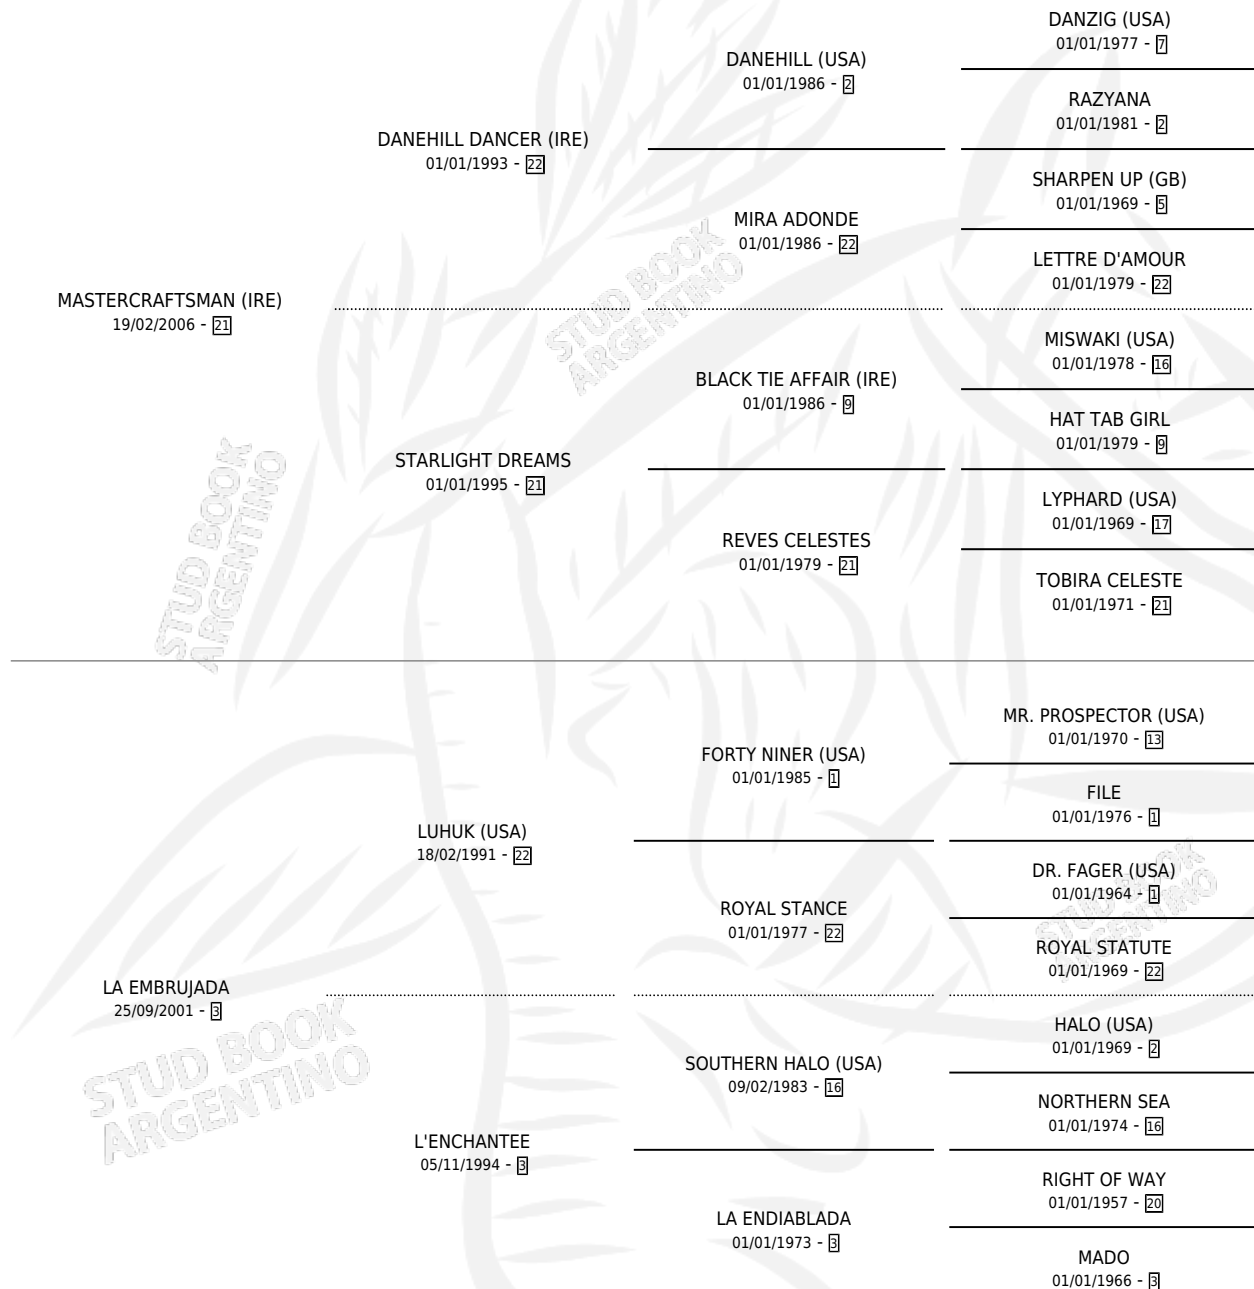 DANZIG (USA)
01/01/1977 - 7
DANEHILL (USA)
01/01/1986 - 2
RAZYANA
01/01/1981 - 2
DANEHILL DANCER (IRE)
01/01/1993 - 22
SHARPEN UP (GB)
01/01/1969 - 5
MIRA ADONDE
01/01/1986 - 22
LETTRE D'AMOUR
01/01/1979 - 22
MASTERCRAFTSMAN (IRE)
19/02/2006 - 21
MISWAKI (USA)
01/01/1978 - 16
BLACK TIE AFFAIR (IRE)
01/01/1986 - 9
HAT TAB GIRL
01/01/1979 - 9
STARLIGHT DREAMS
01/01/1995 - 21
LYPHARD (USA)
01/01/1969 - 17
REVES CELESTES
01/01/1979 - 21
TOBIRA CELESTE
01/01/1971 - 21
MR. PROSPECTOR (USA)
01/01/1970 - 13
FORTY NINER (USA)
01/01/1985 - 1
FILE
01/01/1976 - 1
LUHUK (USA)
18/02/1991 - 22
DR. FAGER (USA)
01/01/1964 - 1
ROYAL STANCE
01/01/1977 - 22
ROYAL STATUTE
01/01/1969 - 22
LA EMBRUJADA
25/09/2001 - 3
HALO (USA)
01/01/1969 - 2
SOUTHERN HALO (USA)
09/02/1983 - 16
NORTHERN SEA
01/01/1974 - 16
L'ENCHANTEE
05/11/1994 - 3
RIGHT OF WAY
01/01/1957 - 20
LA ENDIABLADA
01/01/1973 - 3
MADO
01/01/1966 - 3
STUD BOOK
ARGENTINO
STUD BOOK
ARGENTINO
STUD BOOK
ARGENTINO
STUD BOOK
ARGENTINO